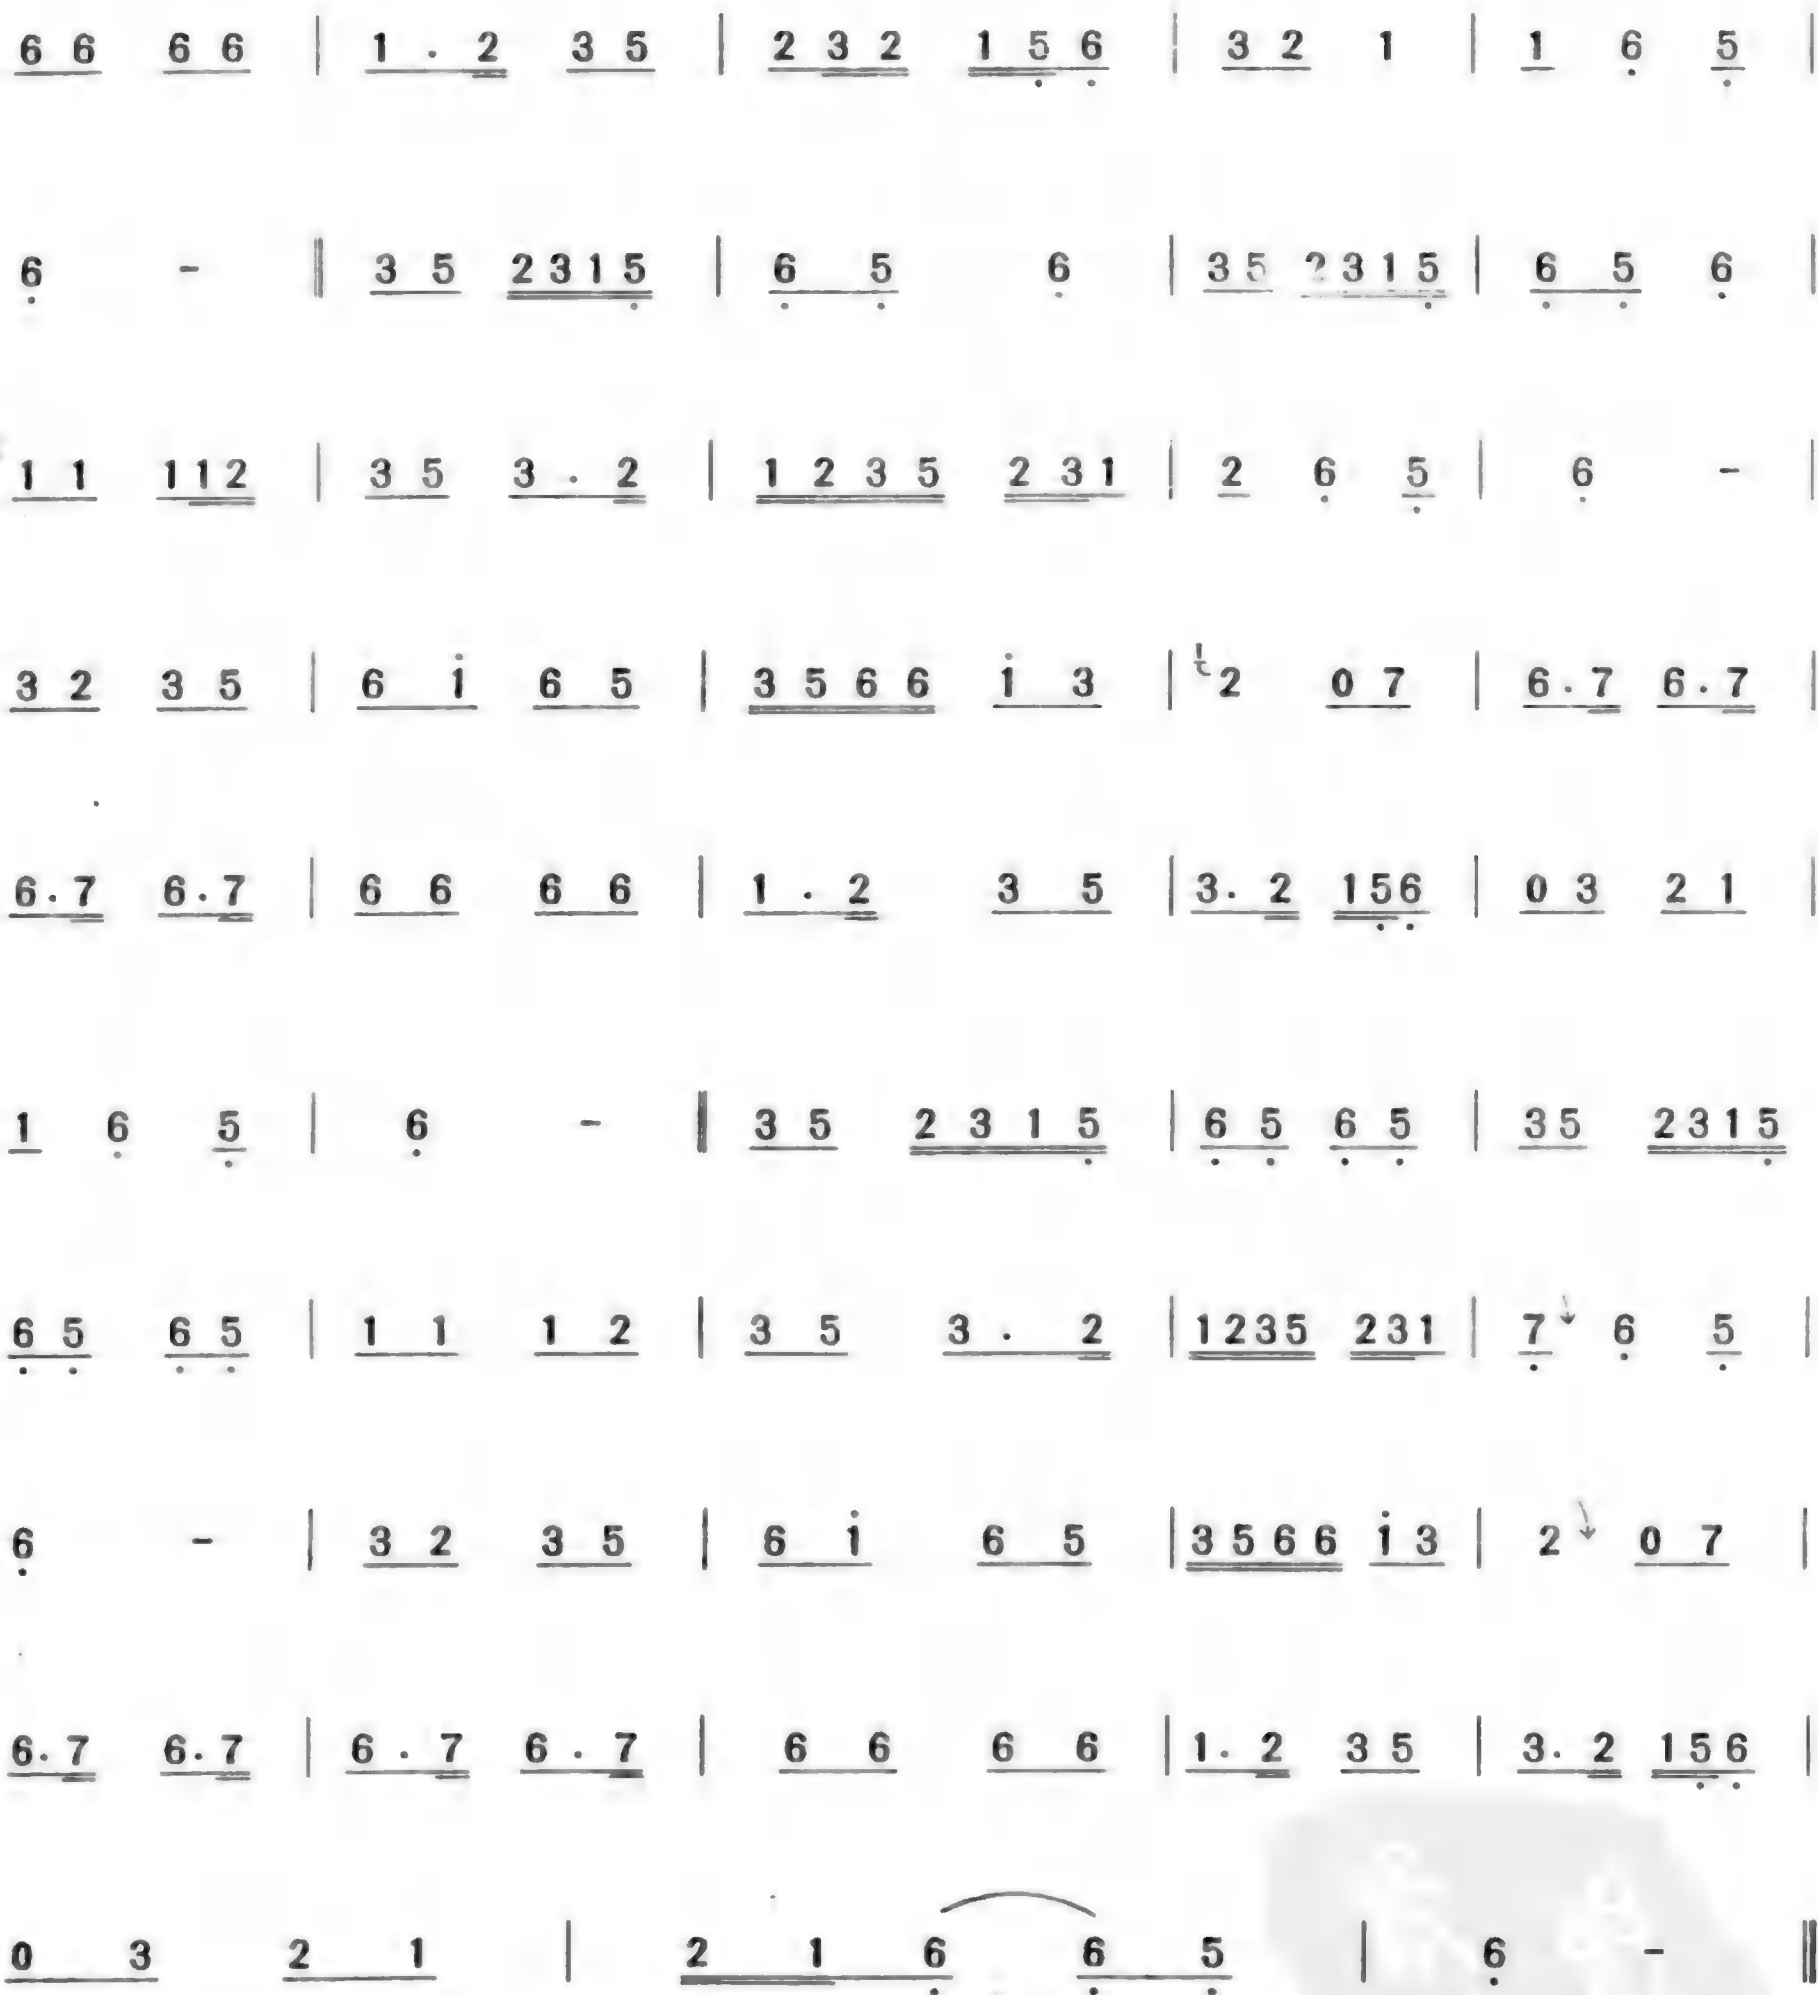 6 6 6 6 | 1 . 2 3 5 | 2 3 2 1 5̣ 6̣ | 3 2 1 | 1 6̣ 5̣ |
6̣ - ‖ 3 5 2 3 1 5̣ | 6̣ 5̣ 6̣ | 3 5 2 3 1 5̣ | 6̣ 5̣ 6̣ |
1 1 1 1 2 | 3 5 3 . 2 | 1 2 3 5 2 3 1 | 2 6̣ 5̣ | 6̣ - |
3 2 3 5 | 6 i̇ 6 5 | 3 5 6 6 i̇ 3 | 2 0 7 | 6 . 7 6 . 7 |
6 . 7 6 . 7 | 6 6 6 6 | 1 . 2 3 5 | 3 . 2 1 5̣ 6̣ | 0 3 2 1 |
1 6̣ 5̣ | 6̣ - ‖ 3 5 2 3 1 5̣ | 6̣ 5̣ 6̣ 5̣ | 3 5 2 3 1 5̣
6̣ 5̣ 6̣ 5̣ | 1 1 1 2 | 3 5 3 . 2 | 1 2 3 5 2 3 1 | 7̣ 6̣ 5̣ |
6̣ - | 3 2 3 5 | 6 i̇ 6 5 | 3 5 6 6 i̇ 3 | 2 0 7 |
6 . 7 6 . 7 | 6 . 7 6 . 7 | 6 6 6 6 | 1 . 2 3 5 | 3 . 2 1 5̣ 6̣ |
0 3 2 1 | 2 1 6̣ 6̣ 5̣ | 6̣ - ‖